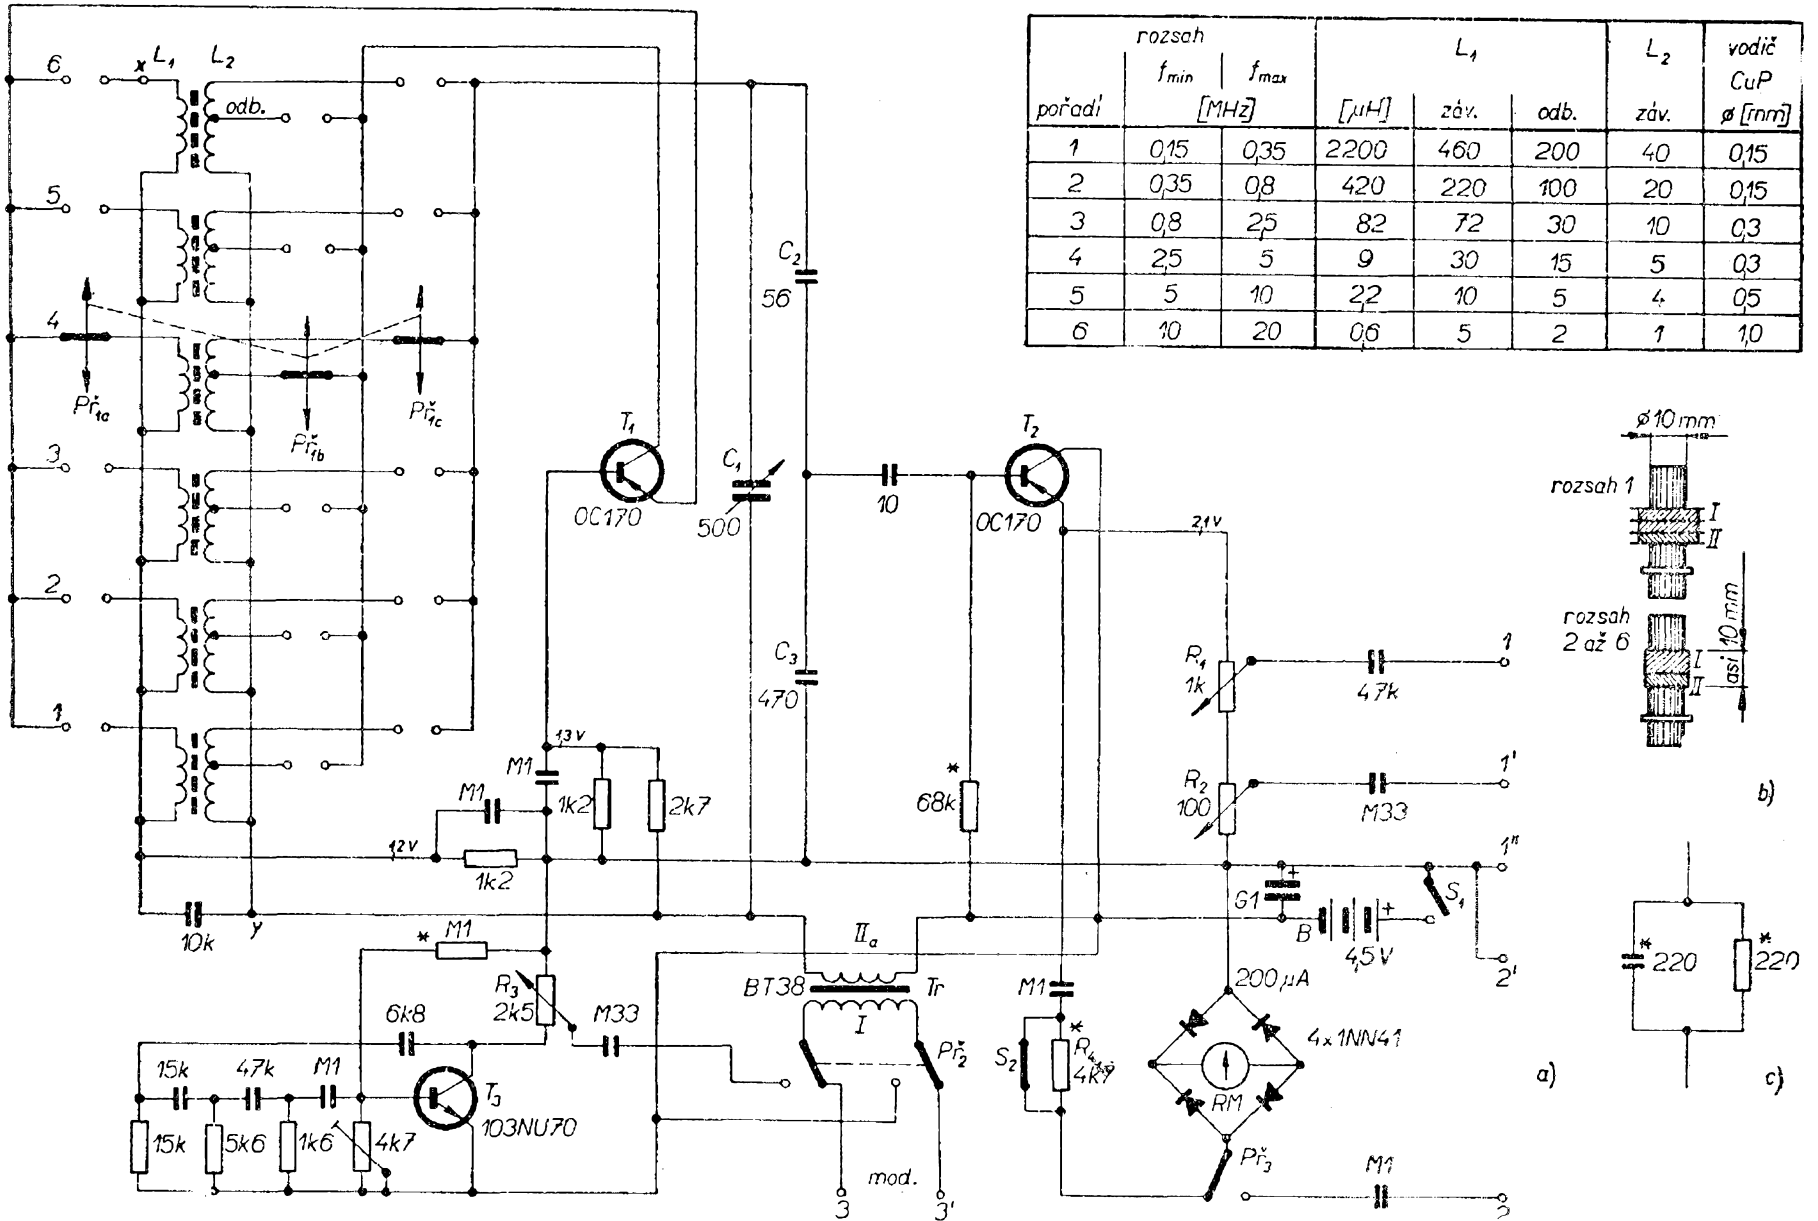 6
x
L₁
L₂
odb.
5
4
Př₁ₐ
Př₁b
Př₁c
3
2
1
T₁
OC170
C₁
500
C₂
56
C₃
470
10
T₂
OC170
2,1V
R₁
1k
47k
1
R₂
100
M33
1'
1"
1,3V
M1
M1
1k2
2k7
1,2V
1k2
10k
y
68k
*
G1
+
B
+
4,5V
S₁
2'
* M1
R₃
2k5
M33
6k8
15k
47k
M1
T₃
103NU70
15k
5k6
1k6
4k7
IIₐ
BT38
Tr
I
Př₂
mod.
3
3'
M1
S₂
*
R₄
4k7
200 μA
4x1NN41
RM
Př₃
M1
2
a)
rozsah L₁ L₂ vodič
fmin fmax CuP
pořadí [MHz] [μH] záv. odb. záv. ø [mm]
1 0,15 0,35 2200 460 200 40 0,15
2 0,35 0,8 420 220 100 20 0,15
3 0,8 2,5 82 72 30 10 0,3
4 2,5 5 9 30 15 5 0,3
5 5 10 2,2 10 5 4 0,5
6 10 20 0,6 5 2 1 1,0
ø10 mm
rozsah 1
I
II
rozsah
2 až 6
I
II
asi 10 mm
b)
* 220
* 220
c)